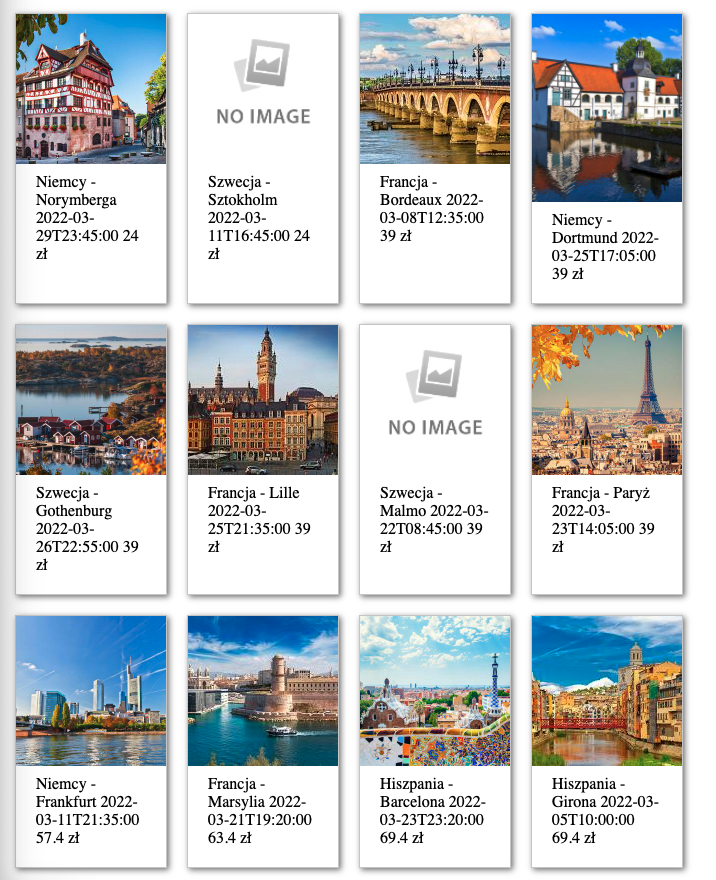 Niemcy -
Norymberga
2022-03-
29T23:45:00 24
zł
NO IMAGE
Szwecja -
Sztokholm
2022-03-
11T16:45:00 24
zł
Francja -
Bordeaux 2022-
03-08T12:35:00
39 zł
Niemcy -
Dortmund 2022-
03-25T17:05:00
39 zł
Szwecja -
Gothenburg
2022-03-
26T22:55:00 39
zł
Francja - Lille
2022-03-
25T21:35:00 39
zł
NO IMAGE
Szwecja -
Malmo 2022-03-
22T08:45:00 39
zł
Francja - Paryż
2022-03-
23T14:05:00 39
zł
Niemcy -
Frankfurt 2022-
03-11T21:35:00
57.4 zł
Francja -
Marsylia 2022-
03-21T19:20:00
63.4 zł
Hiszpania -
Barcelona 2022-
03-23T23:20:00
69.4 zł
Hiszpania -
Girona 2022-03-
05T10:00:00
69.4 zł